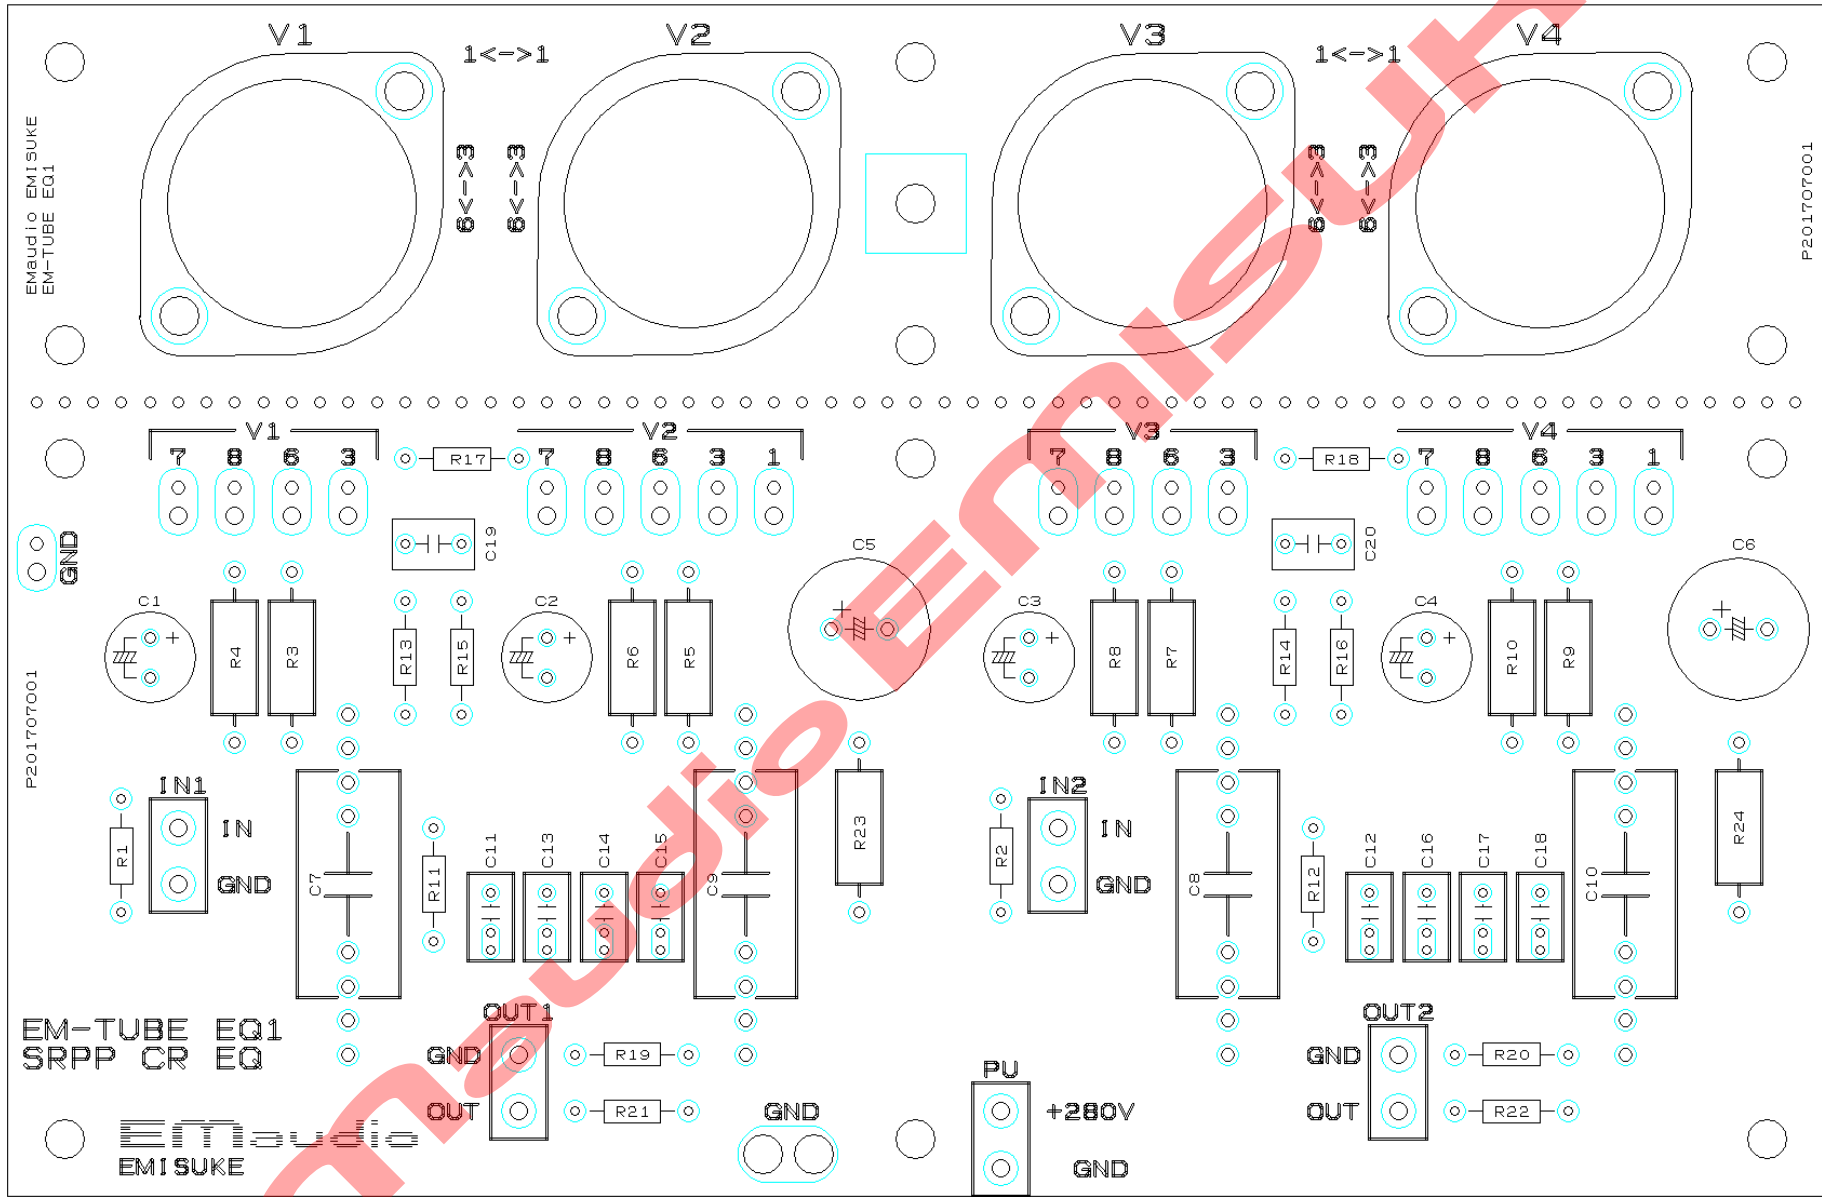 V1
V2
V3
V4
1<->1
1<->1
EMaudio EMISUKE
EM-TUBE EQ1
6<->3
6<->3
6<->3
6<->3
P201707001
V1
V2
V3
V4
7 8 6 3
R17
7 8 6 3 1
7 8 6 3
R18
7 8 6 3 1
GND
C19
C5
C20
C6
C1
R4
R3
R13
R15
C2
R6
R5
C3
R8
R7
R14
R16
C4
R10
R9
P201707001
IN1
IN
GND
R1
C7
R11
C11
C13
C14
C15
C9
R23
IN2
IN
GND
R2
C8
R12
C12
C16
C17
C18
C10
R24
EM-TUBE EQ1
SRPP CR EQ
OUT1
GND
OUT
R19
R21
GND
PU
+280V
GND
OUT2
GND
OUT
R20
R22
EMaudio
EMISUKE